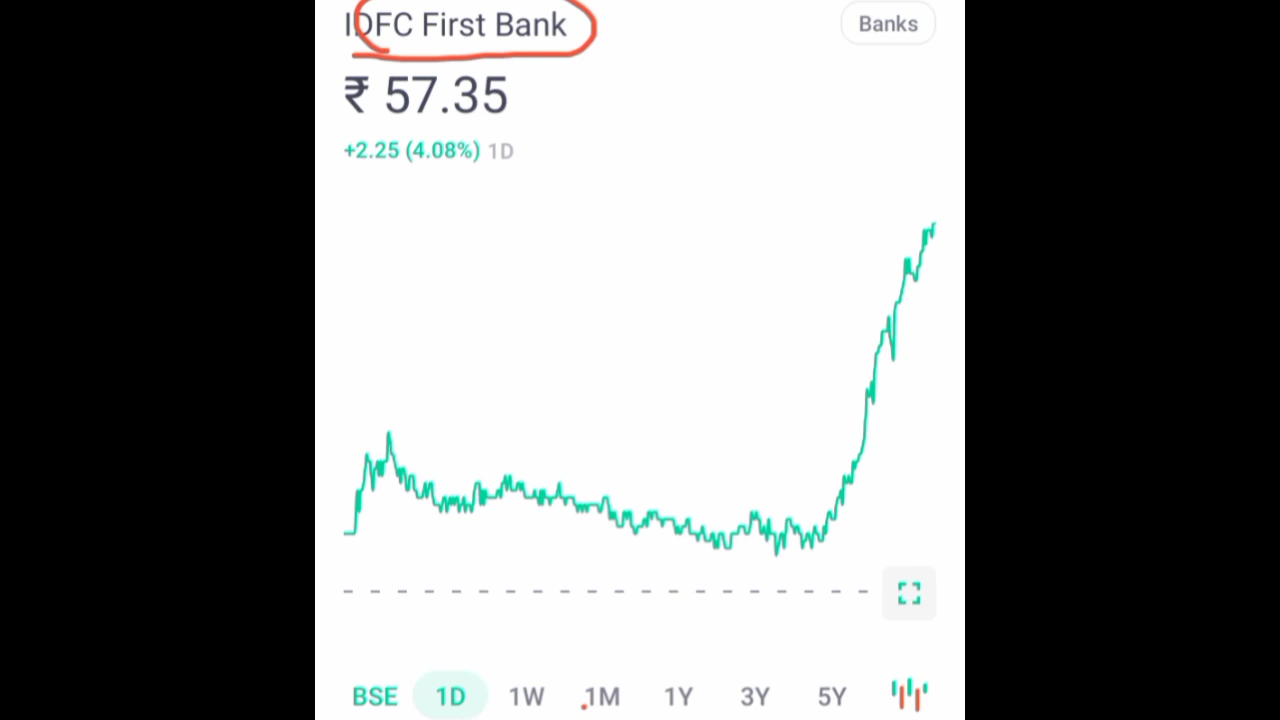 IDFC First Bank
Banks
₹ 57.35
+2.25 (4.08%) 1D
BSE 1D 1W 1M 1Y 3Y 5Y